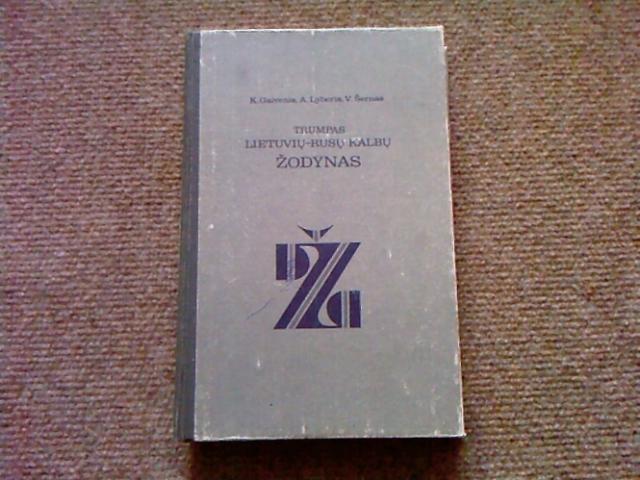 K. Gaivenis, A. Lyberis, V. Šernas
TRUMPAS
LIETUVIŲ-RUSŲ KALBŲ
ŽODYNAS
Ž